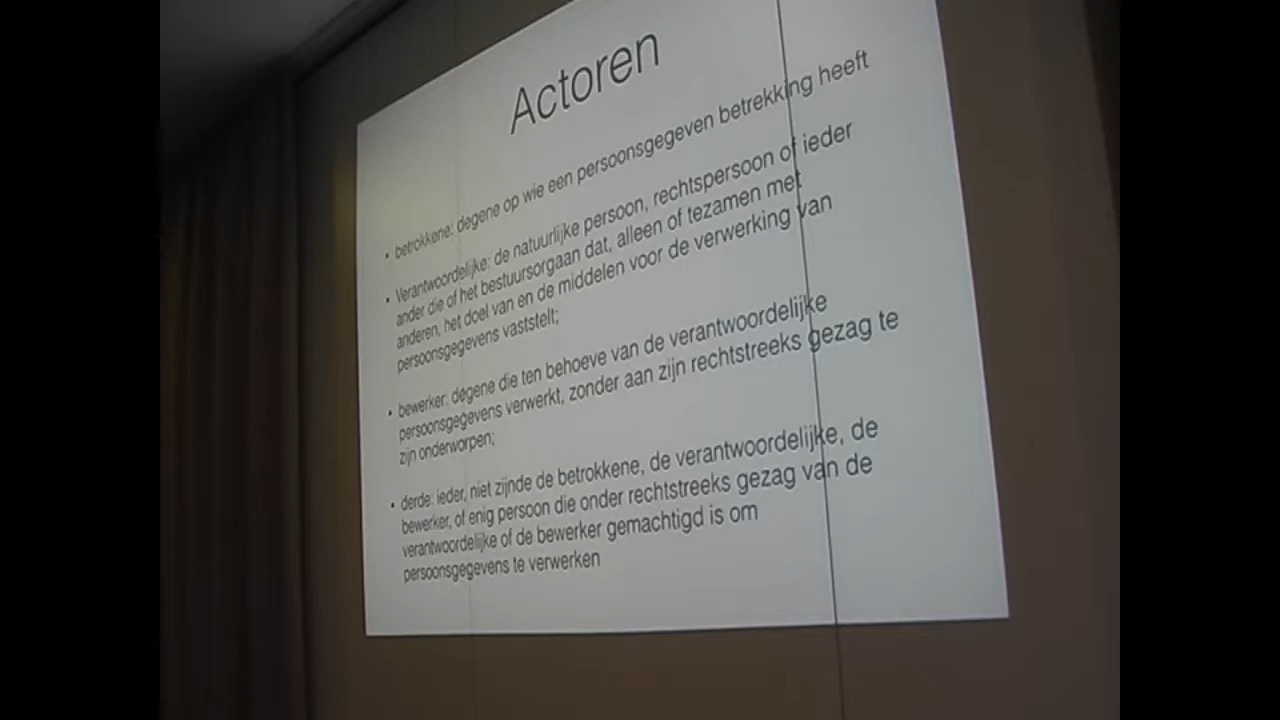 Actoren
• betrokkene: degene op wie een persoonsgegeven betrekking heeft
• Verantwoordelijke: de natuurlijke persoon, rechtspersoon of ieder
ander die of het bestuursorgaan dat, alleen of tezamen met
anderen, het doel van en de middelen voor de verwerking van
persoonsgegevens vaststelt;
• bewerker: degene die ten behoeve van de verantwoordelijke
persoonsgegevens verwerkt, zonder aan zijn rechtstreeks gezag te
zijn onderworpen;
• derde: ieder, niet zijnde de betrokkene, de verantwoordelijke, de
bewerker, of enig persoon die onder rechtstreeks gezag van de
verantwoordelijke of de bewerker gemachtigd is om
persoonsgegevens te verwerken